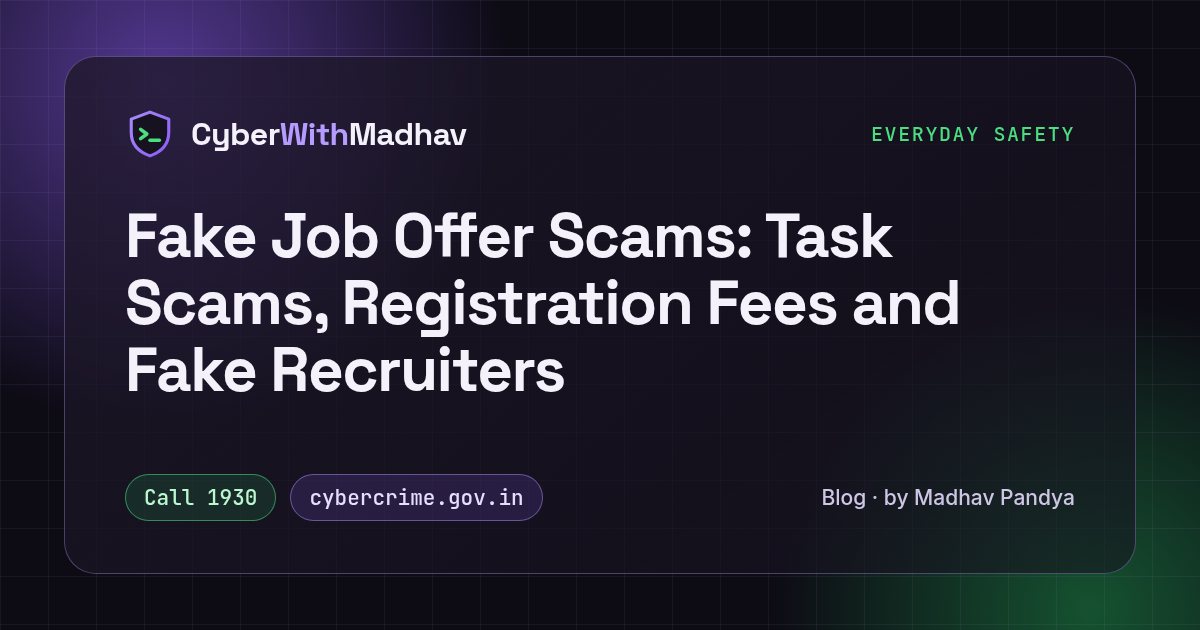 CyberWithMadhav
EVERYDAY SAFETY
Fake Job Offer Scams: Task
Scams, Registration Fees and
Fake Recruiters
Call 1930
cybercrime.gov.in
Blog · by Madhav Pandya